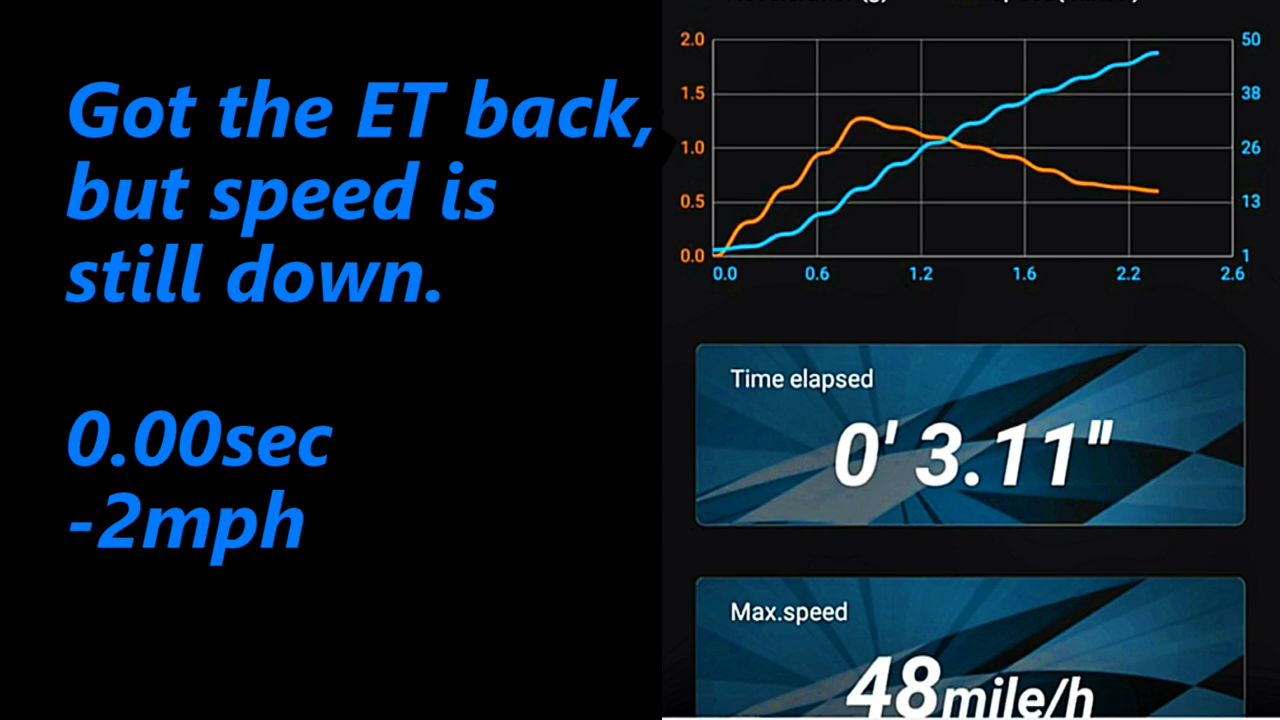 Got the ET back,
but speed is
still down.
0.00sec
-2mph
2.0
1.5
1.0
0.5
0.0
50
38
26
13
1
0.0 0.6 1.2 1.6 2.2 2.6
Time elapsed
0' 3.11"
Max.speed
48mile/h